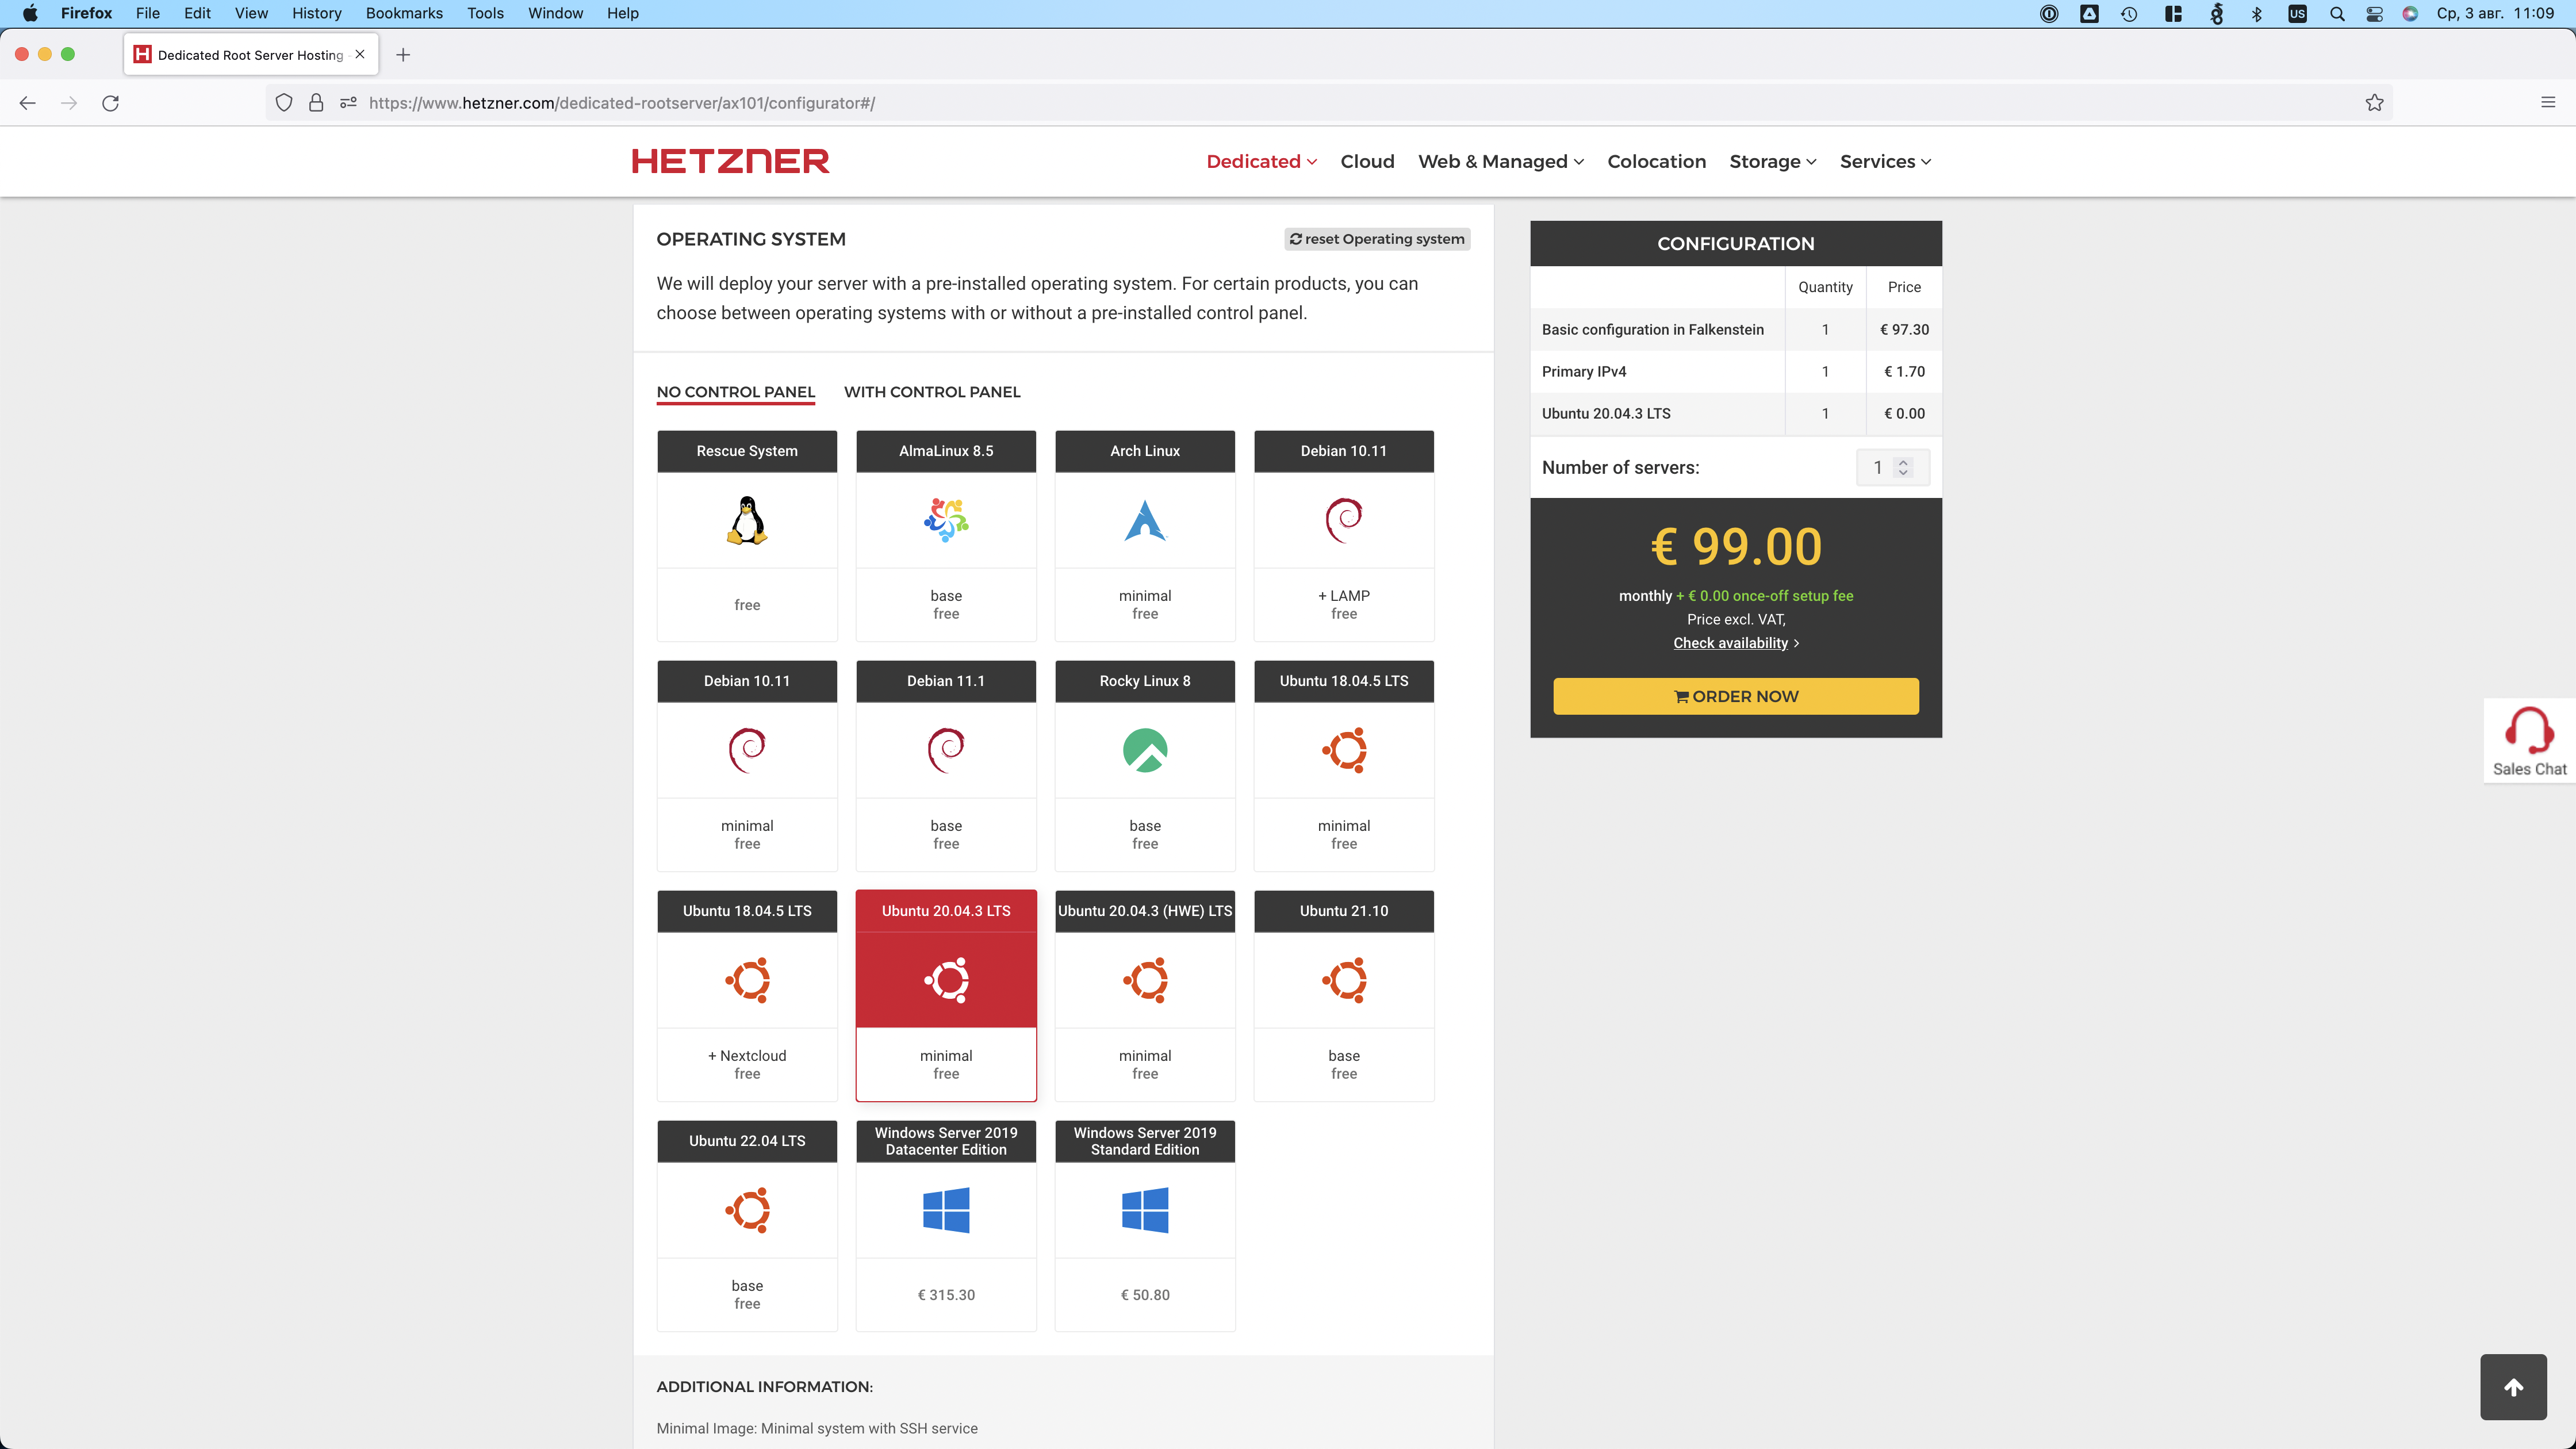 Firefox File Edit View History Bookmarks Tools Window Help
US
Ср, 3 авг. 11:09
Dedicated Root Server Hosting
https://www.hetzner.com/dedicated-rootserver/ax101/configurator#/
HETZNER
Dedicated Cloud Web & Managed Colocation Storage Services
OPERATING SYSTEM
reset Operating system
We will deploy your server with a pre-installed operating system. For certain products, you can
choose between operating systems with or without a pre-installed control panel.
NO CONTROL PANEL WITH CONTROL PANEL
Rescue System
free
AlmaLinux 8.5
base
free
Arch Linux
minimal
free
Debian 10.11
+ LAMP
free
Debian 10.11
minimal
free
Debian 11.1
base
free
Rocky Linux 8
base
free
Ubuntu 18.04.5 LTS
minimal
free
Ubuntu 18.04.5 LTS
+ Nextcloud
free
Ubuntu 20.04.3 LTS
minimal
free
Ubuntu 20.04.3 (HWE) LTS
minimal
free
Ubuntu 21.10
base
free
Ubuntu 22.04 LTS
base
free
Windows Server 2019
Datacenter Edition
€ 315.30
Windows Server 2019
Standard Edition
€ 50.80
ADDITIONAL INFORMATION:
Minimal Image: Minimal system with SSH service
CONFIGURATION
Quantity Price
Basic configuration in Falkenstein 1 € 97.30
Primary IPv4 1 € 1.70
Ubuntu 20.04.3 LTS 1 € 0.00
Number of servers: 1
€ 99.00
monthly + € 0.00 once-off setup fee
Price excl. VAT,
Check availability
ORDER NOW
Sales Chat